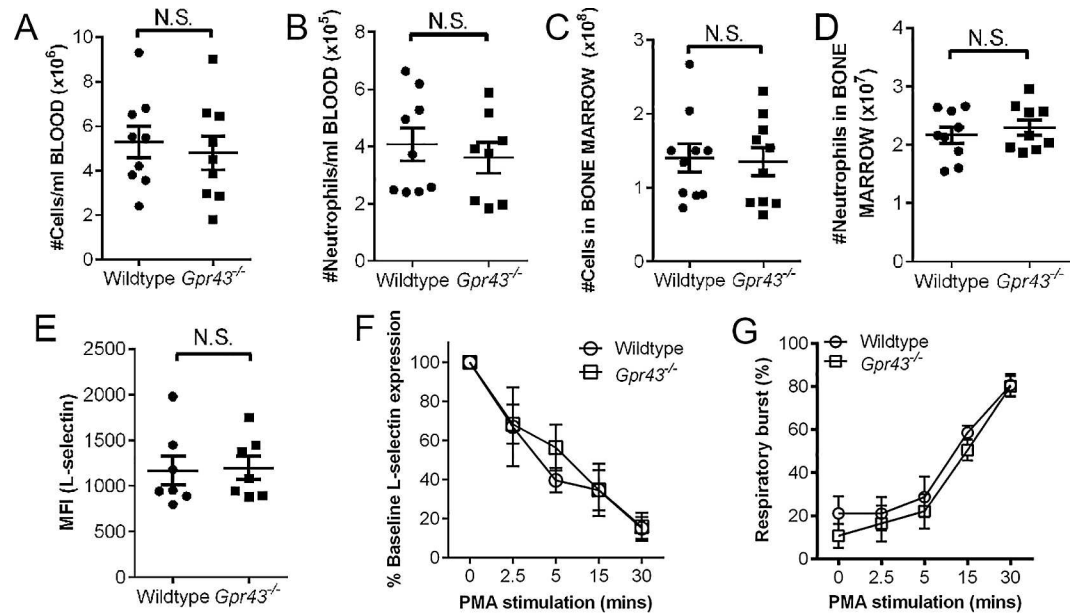 A
N.S.
#Cells/ml BLOOD (x10⁶)
10
8
6
4
2
0
Wildtype Gpr43⁻/⁻
B
N.S.
#Neutrophils/ml BLOOD (x10⁵)
8
6
4
2
0
Wildtype Gpr43⁻/⁻
C
N.S.
#Cells in BONE MARROW (x10⁸)
3
2
1
0
Wildtype Gpr43⁻/⁻
D
N.S.
#Neutrophils in BONE
MARROW (x10⁷)
4
3
2
1
0
Wildtype Gpr43⁻/⁻
E
N.S.
MFI (L-selectin)
2500
2000
1500
1000
500
0
Wildtype Gpr43⁻/⁻
F
Wildtype
Gpr43⁻/⁻
% Baseline L-selectin expression
100
80
60
40
20
0
0 2.5 5 15 30
PMA stimulation (mins)
G
Wildtype
Gpr43⁻/⁻
Respiratory burst (%)
100
80
60
40
20
0
0 2.5 5 15 30
PMA stimulation (mins)